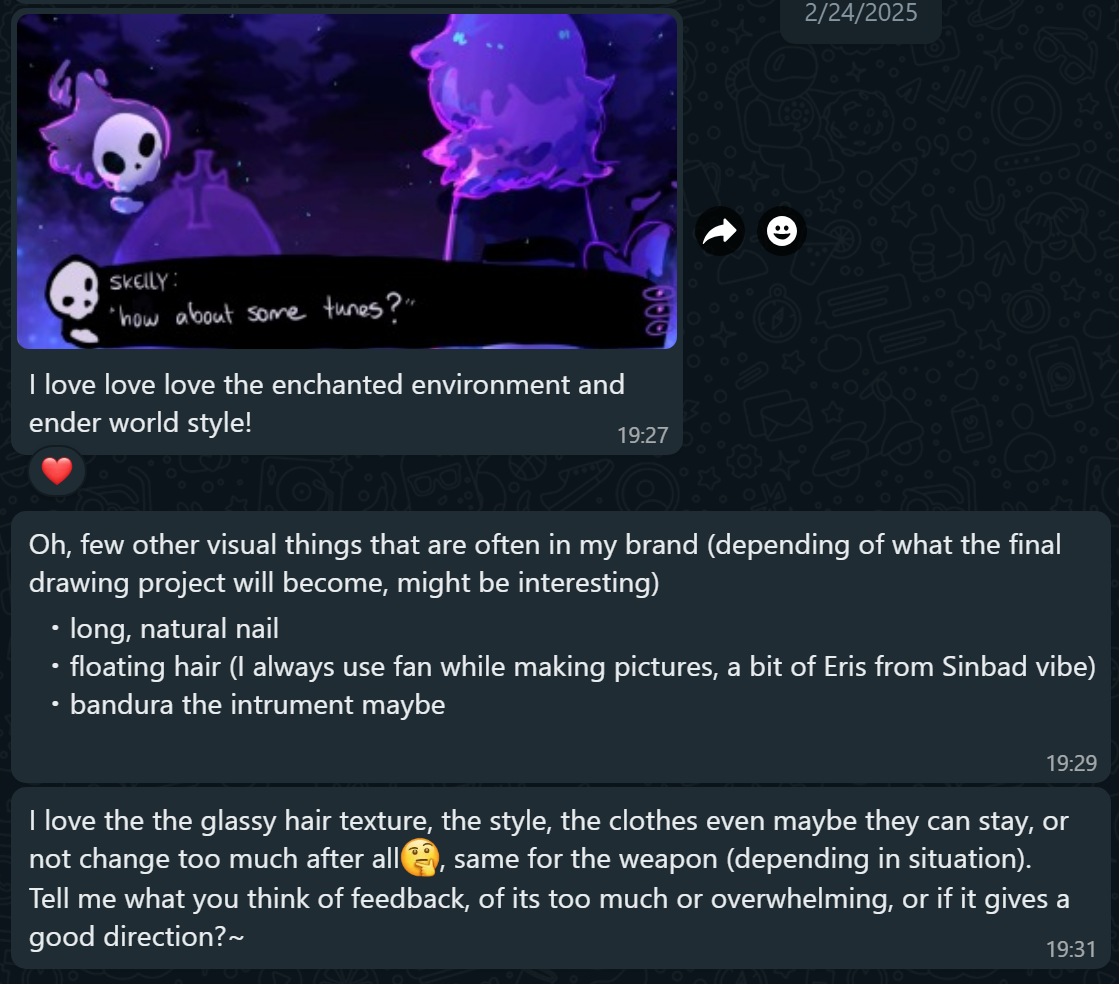 2/24/2025
SKELLY:
"how about some tunes?"
I love love love the enchanted environment and
ender world style!
19:27
Oh, few other visual things that are often in my brand (depending of what the final
drawing project will become, might be interesting)
• long, natural nail
• floating hair (I always use fan while making pictures, a bit of Eris from Sinbad vibe)
• bandura the intrument maybe
19:29
I love the the glassy hair texture, the style, the clothes even maybe they can stay, or
not change too much after all🤔, same for the weapon (depending in situation).
Tell me what you think of feedback, of its too much or overwhelming, or if it gives a
good direction?~
19:31